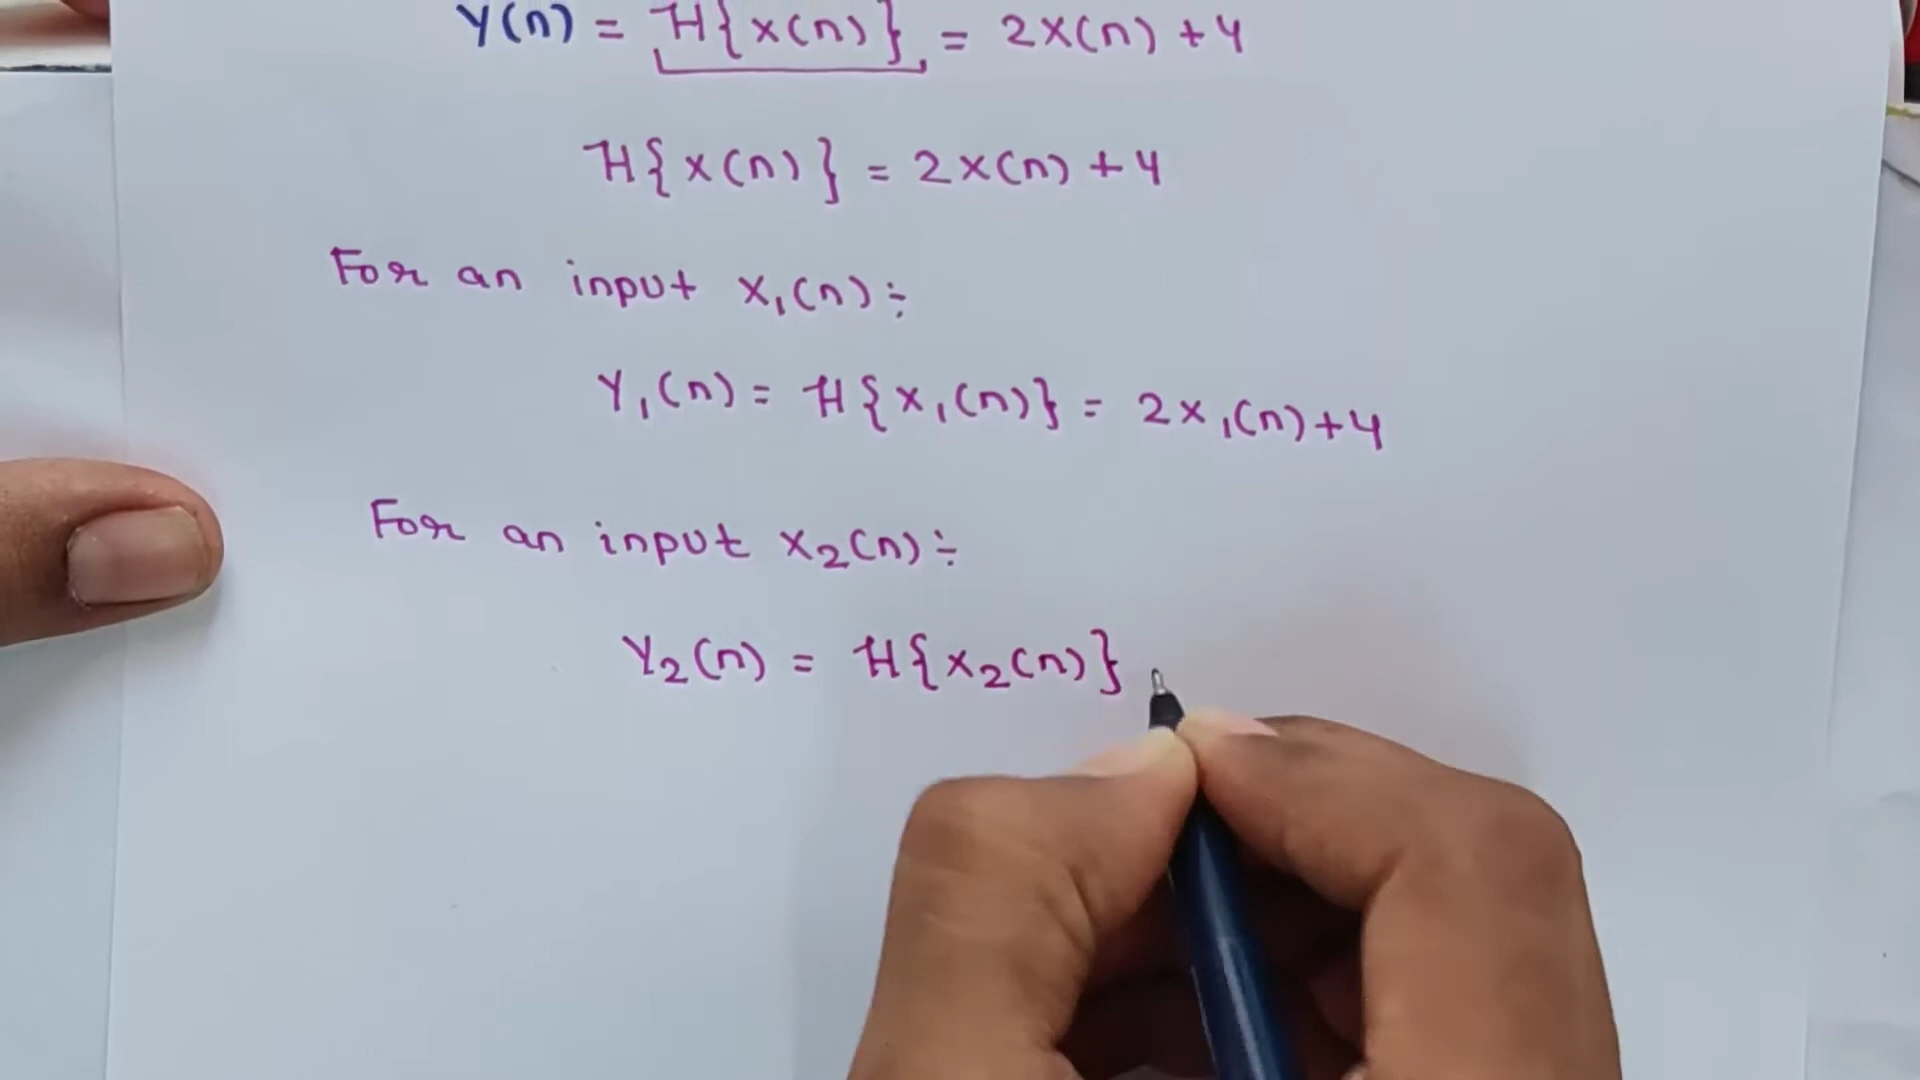 Y(n) = H{x(n)} = 2x(n) + 4
H{x(n)} = 2x(n) + 4
For an input x₁(n) ÷
Y₁(n) = H{x₁(n)} = 2x₁(n)+4
For an input x₂(n) ÷
Y₂(n) = H{x₂(n)}